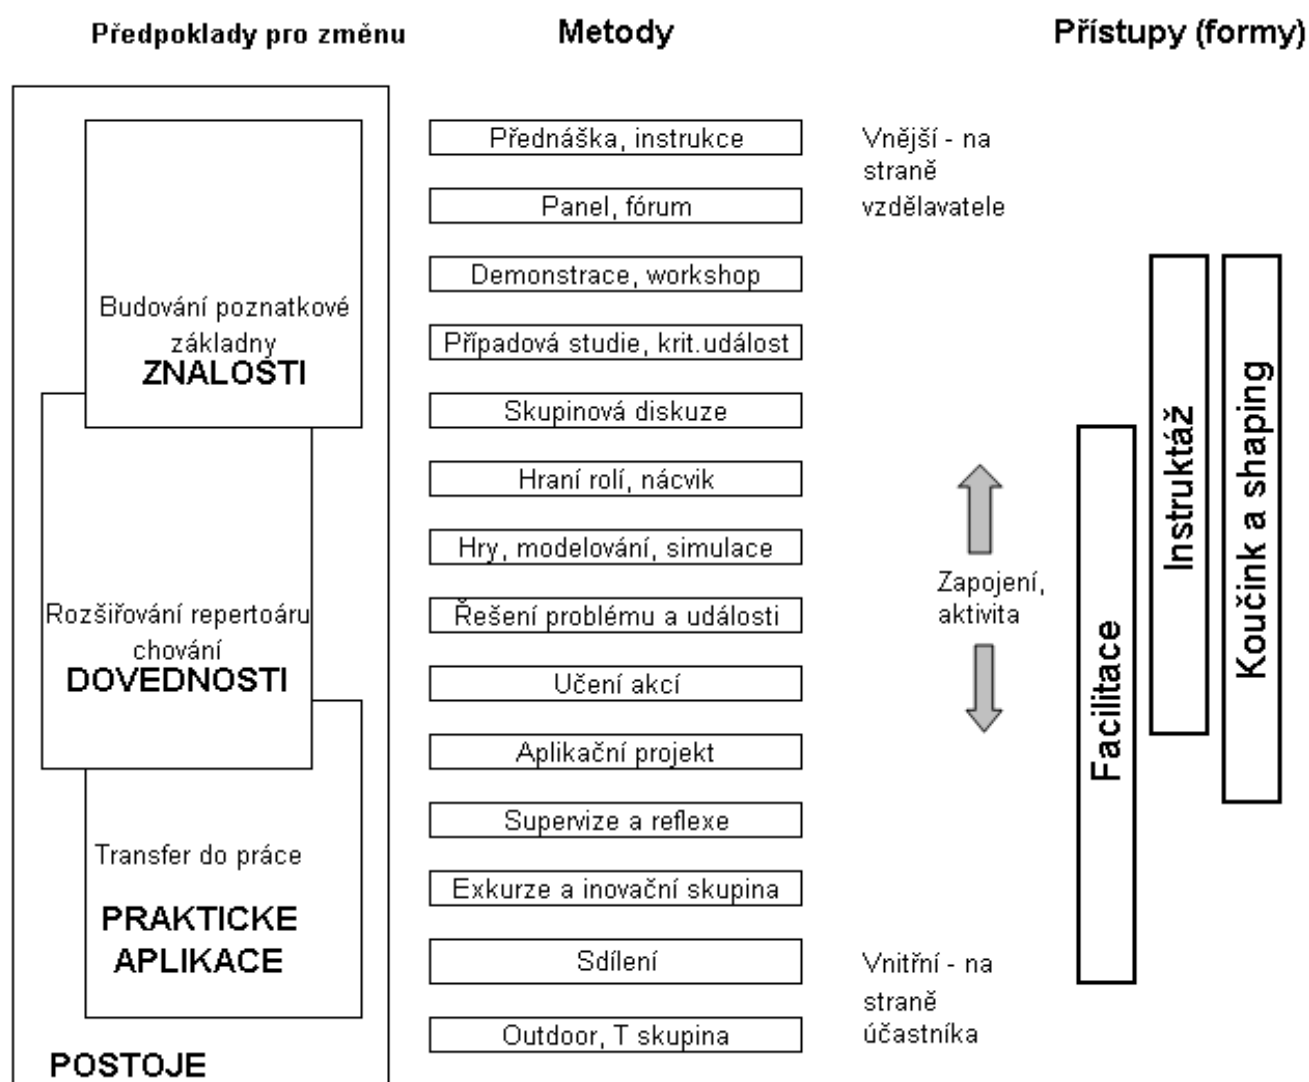 Předpoklady pro změnu
Metody
Přístupy (formy)
Budování poznatkové
základny
ZNALOSTI
Rozšiřování repertoáru
chování
DOVEDNOSTI
Transfer do práce
PRAKTICKE
APLIKACE
POSTOJE
Přednáška, instrukce
Panel, fórum
Demonstrace, workshop
Případová studie, krit.událost
Skupinová diskuze
Hraní rolí, nácvik
Hry, modelování, simulace
Řešení problému a události
Učení akcí
Aplikační projekt
Supervize a reflexe
Exkurze a inovační skupina
Sdílení
Outdoor, T skupina
Vnější - na
straně
vzdělavatele
Zapojení,
aktivita
Vnitřní - na
straně
účastníka
Facilitace
Instruktáž
Koučink a shaping